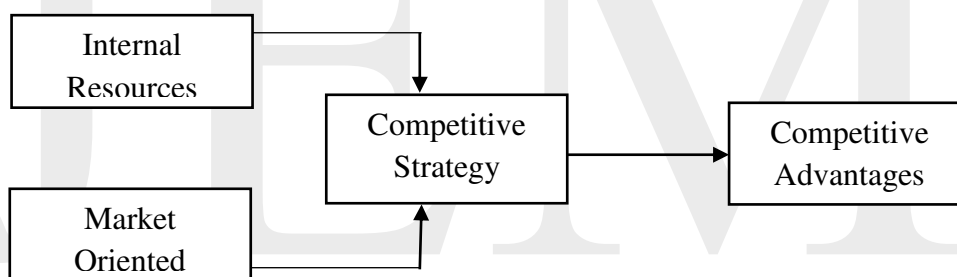 Internal
Resources
Competitive
Strategy
Competitive
Advantages
Market
Oriented